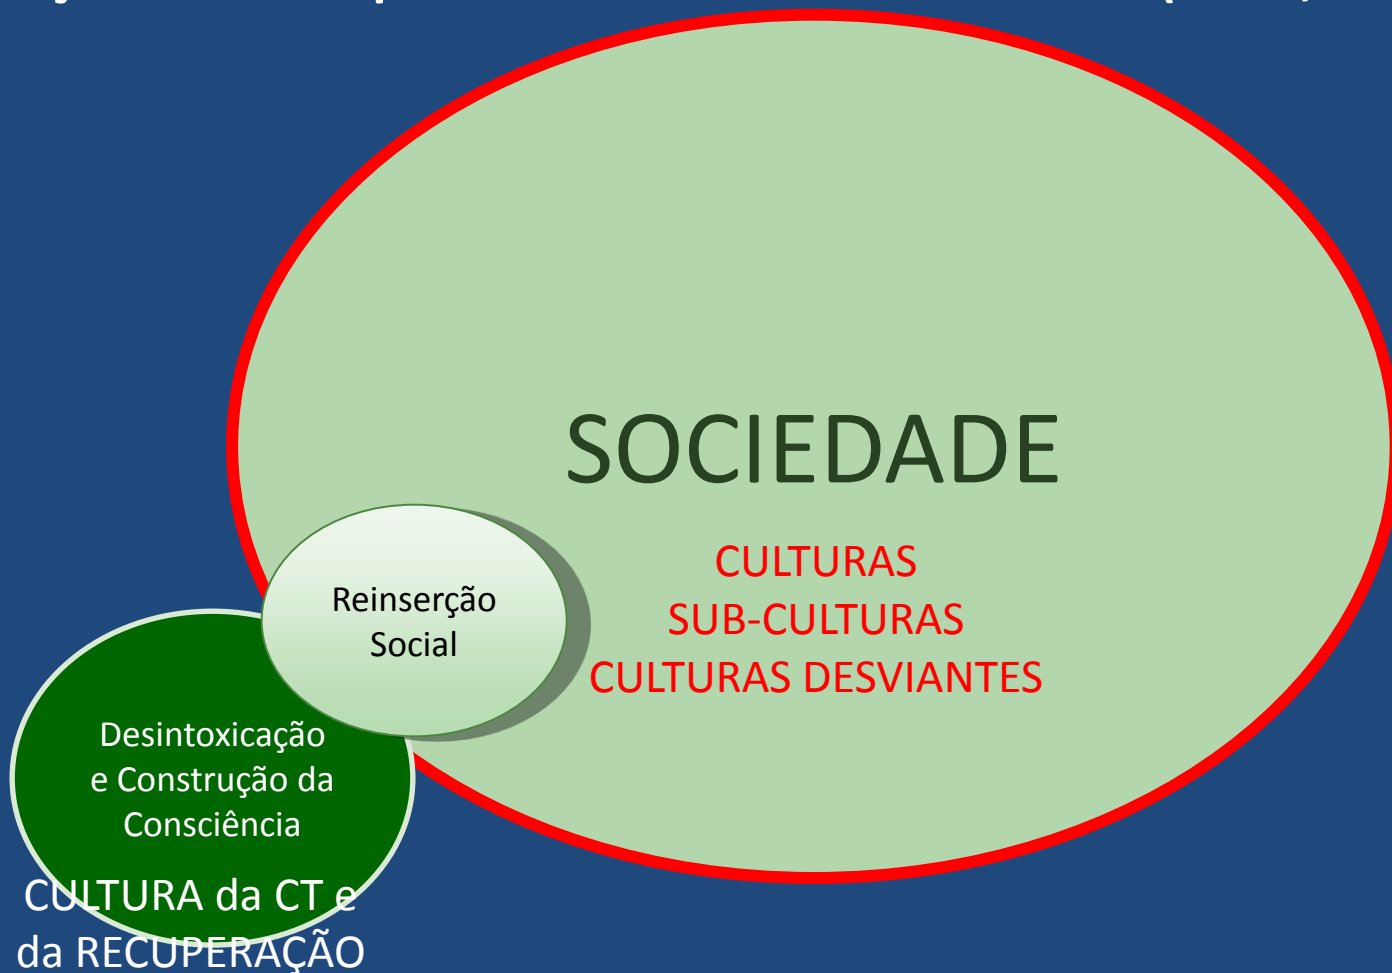 SOCIEDADE
CULTURAS
SUB-CULTURAS
CULTURAS DESVIANTES
Reinserção
Social
Desintoxicação
e Construção da
Consciência
CULTURA da CT e
da RECUPERAÇÃO